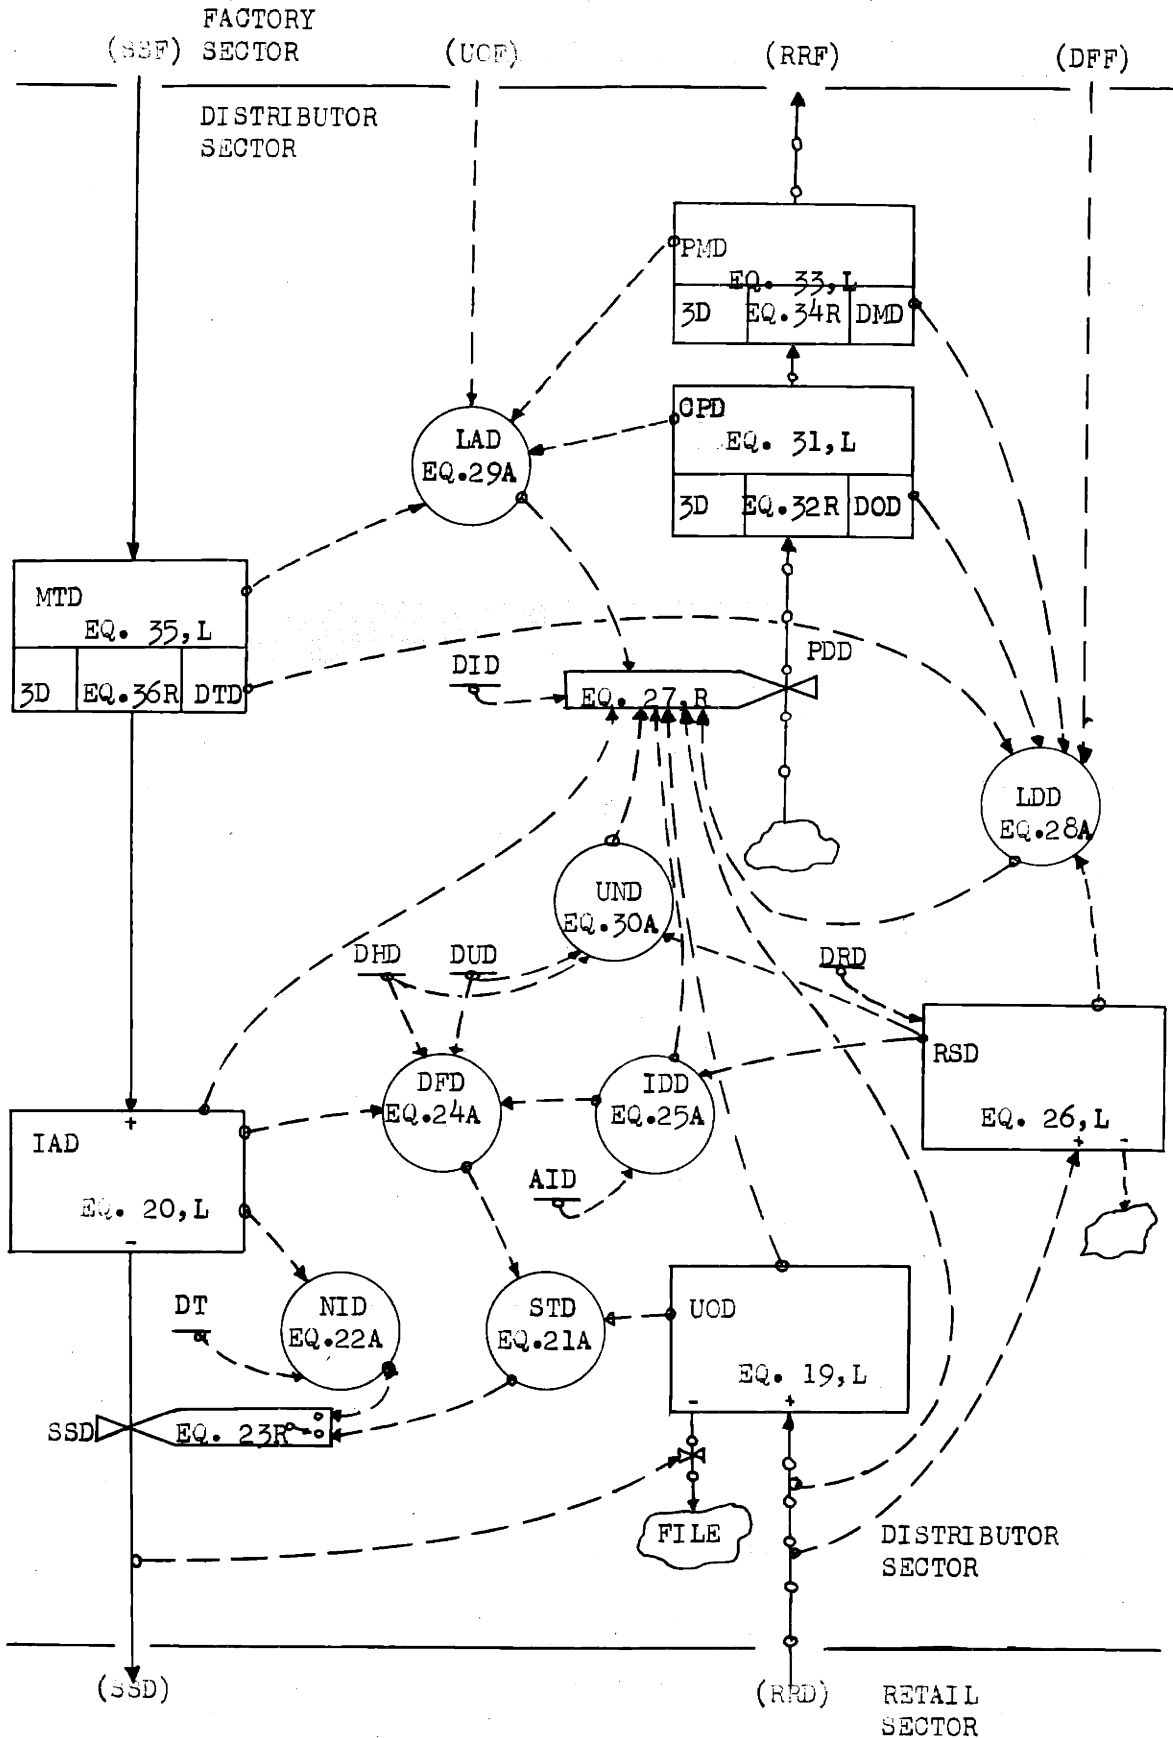 FACTORY
(SSF) SECTOR (UOF) (RRF) (DFF)
DISTRIBUTOR
SECTOR
PMD
EQ. 33,L
3D EQ.34R DMD
OPD
EQ. 31,L
3D EQ.32R DOD
LAD
EQ.29A
MTD
EQ. 35,L
3D EQ.36R DTD
DID
PDD
EQ. 27,R
LDD
EQ.28A
UND
EQ.30A
DHD DUD
DRD
RSD
EQ. 26,L
+ -
DFD
EQ.24A
IDD
EQ.25A
AID
+
IAD
EQ. 20,L
-
DT
NID
EQ.22A
STD
EQ.21A
UOD
EQ. 19,L
- +
SSD EQ. 23R
FILE
DISTRIBUTOR
SECTOR
(SSD) (RRD) RETAIL
SECTOR